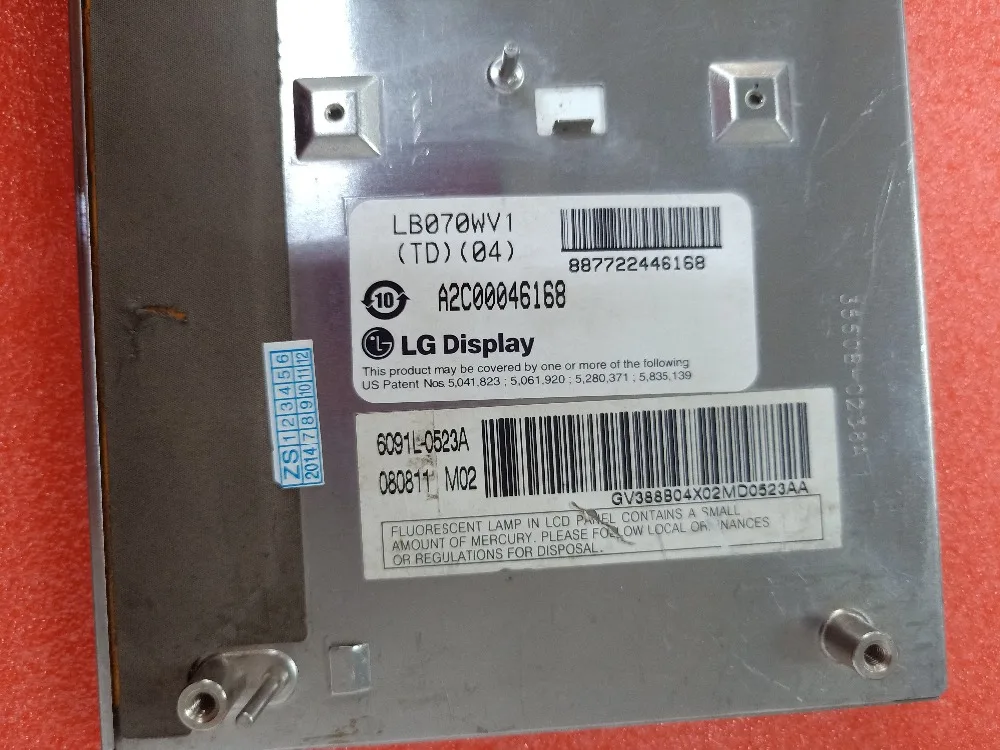 LB070WV1
(TD)(04)
887722446168
10
A2C00046168
LG Display
This product may be covered by one or more of the following
US Patent Nos 5,041,823 ; 5,061,920 ; 5,280,371 ; 5,835,139
ZS 1 2 3 4 5 6
2014 7 8 9 10 11 12
6091L-0523A
080811 M02
GV388B04X02MD0523AA
FLUORESCENT LAMP IN LCD PANEL CONTAINS A SMALL
AMOUNT OF MERCURY. PLEASE FOLLOW LOCAL ORDINANCES
OR REGULATIONS FOR DISPOSAL.